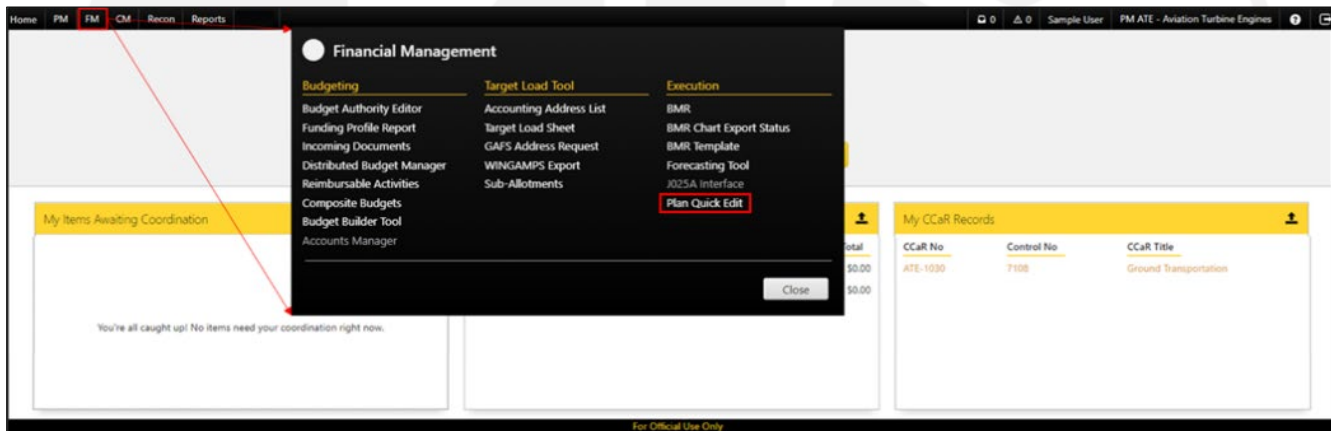 Home PM FM CM Recon Reports
0 0 Sample User PM ATE - Aviation Turbine Engines ?
Financial Management
Budgeting
Budget Authority Editor
Funding Profile Report
Incoming Documents
Distributed Budget Manager
Reimbursable Activities
Composite Budgets
Budget Builder Tool
Accounts Manager
Target Load Tool
Accounting Address List
Target Load Sheet
GAFS Address Request
WINGAMPS Export
Sub-Allotments
Execution
BMR
BMR Chart Export Status
BMR Template
Forecasting Tool
J025A Interface
Plan Quick Edit
Close
My Items Awaiting Coordination
You're all caught up! No items need your coordination right now.
$0.00
$0.00
My CCaR Records
CCaR No Control No CCaR Title
ATE-1030 7108 Ground Transportation
For Official Use Only